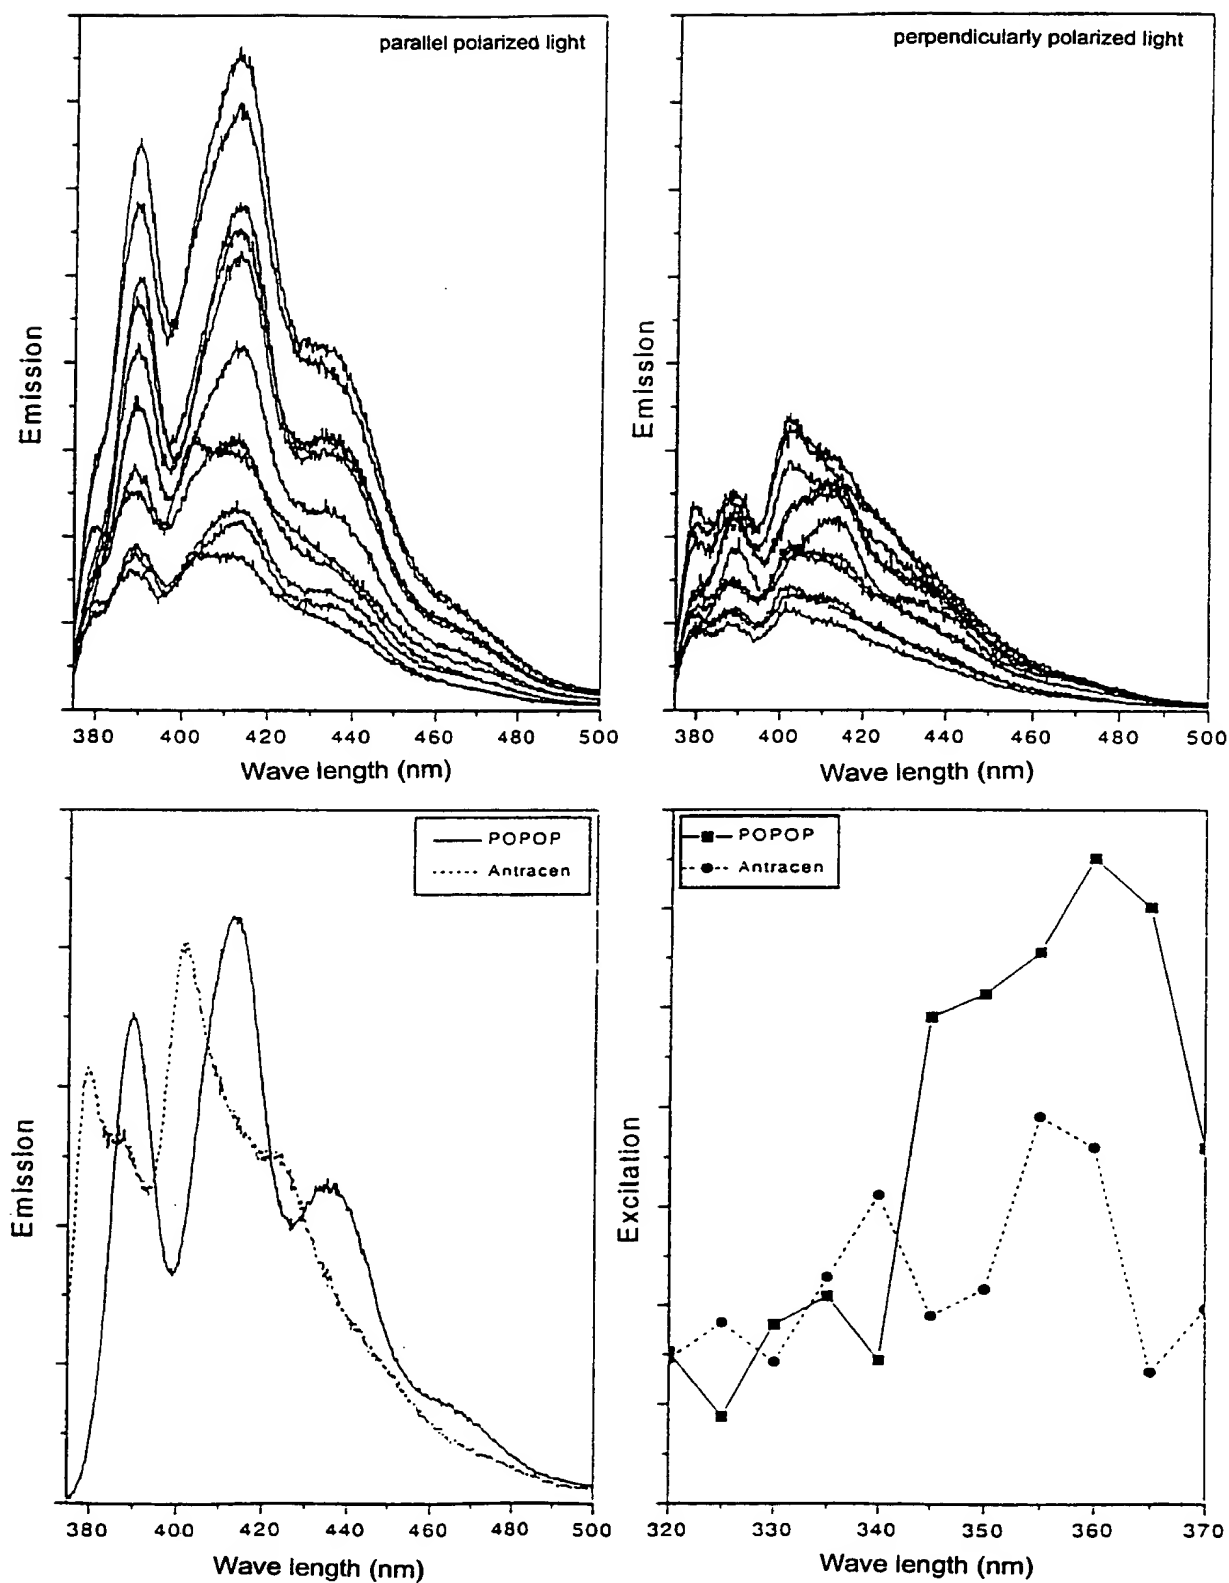 parallel polarized light
Emission
380 400 420 440 460 480 500
Wave length (nm)
perpendicularly polarized light
Emission
380 400 420 440 460 480 500
Wave length (nm)
POPOP
Antracen
Emission
380 400 420 440 460 480 500
Wave length (nm)
POPOP
Antracen
Excitation
320 330 340 350 360 370
Wave length (nm)